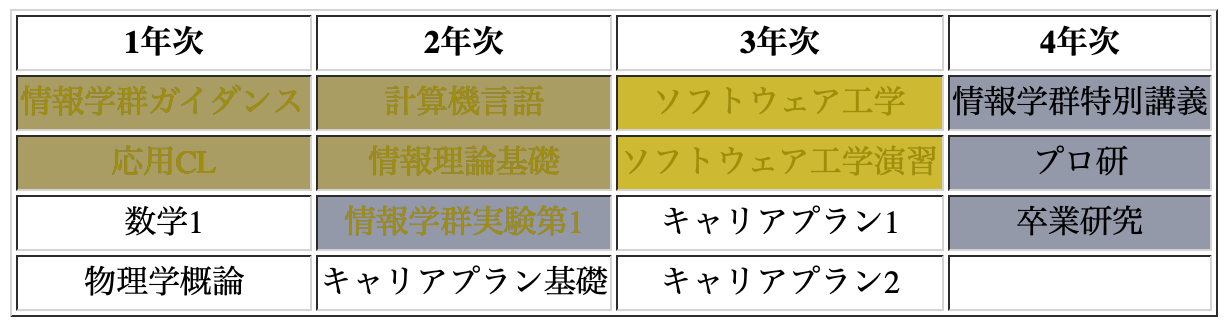 1年次 2年次 3年次 4年次
情報学群ガイダンス 計算機言語 ソフトウェア工学 情報学群特別講義
応用CL 情報理論基礎 ソフトウェア工学演習 プロ研
数学1 情報学群実験第1 キャリアプラン1 卒業研究
物理学概論 キャリアプラン基礎 キャリアプラン2